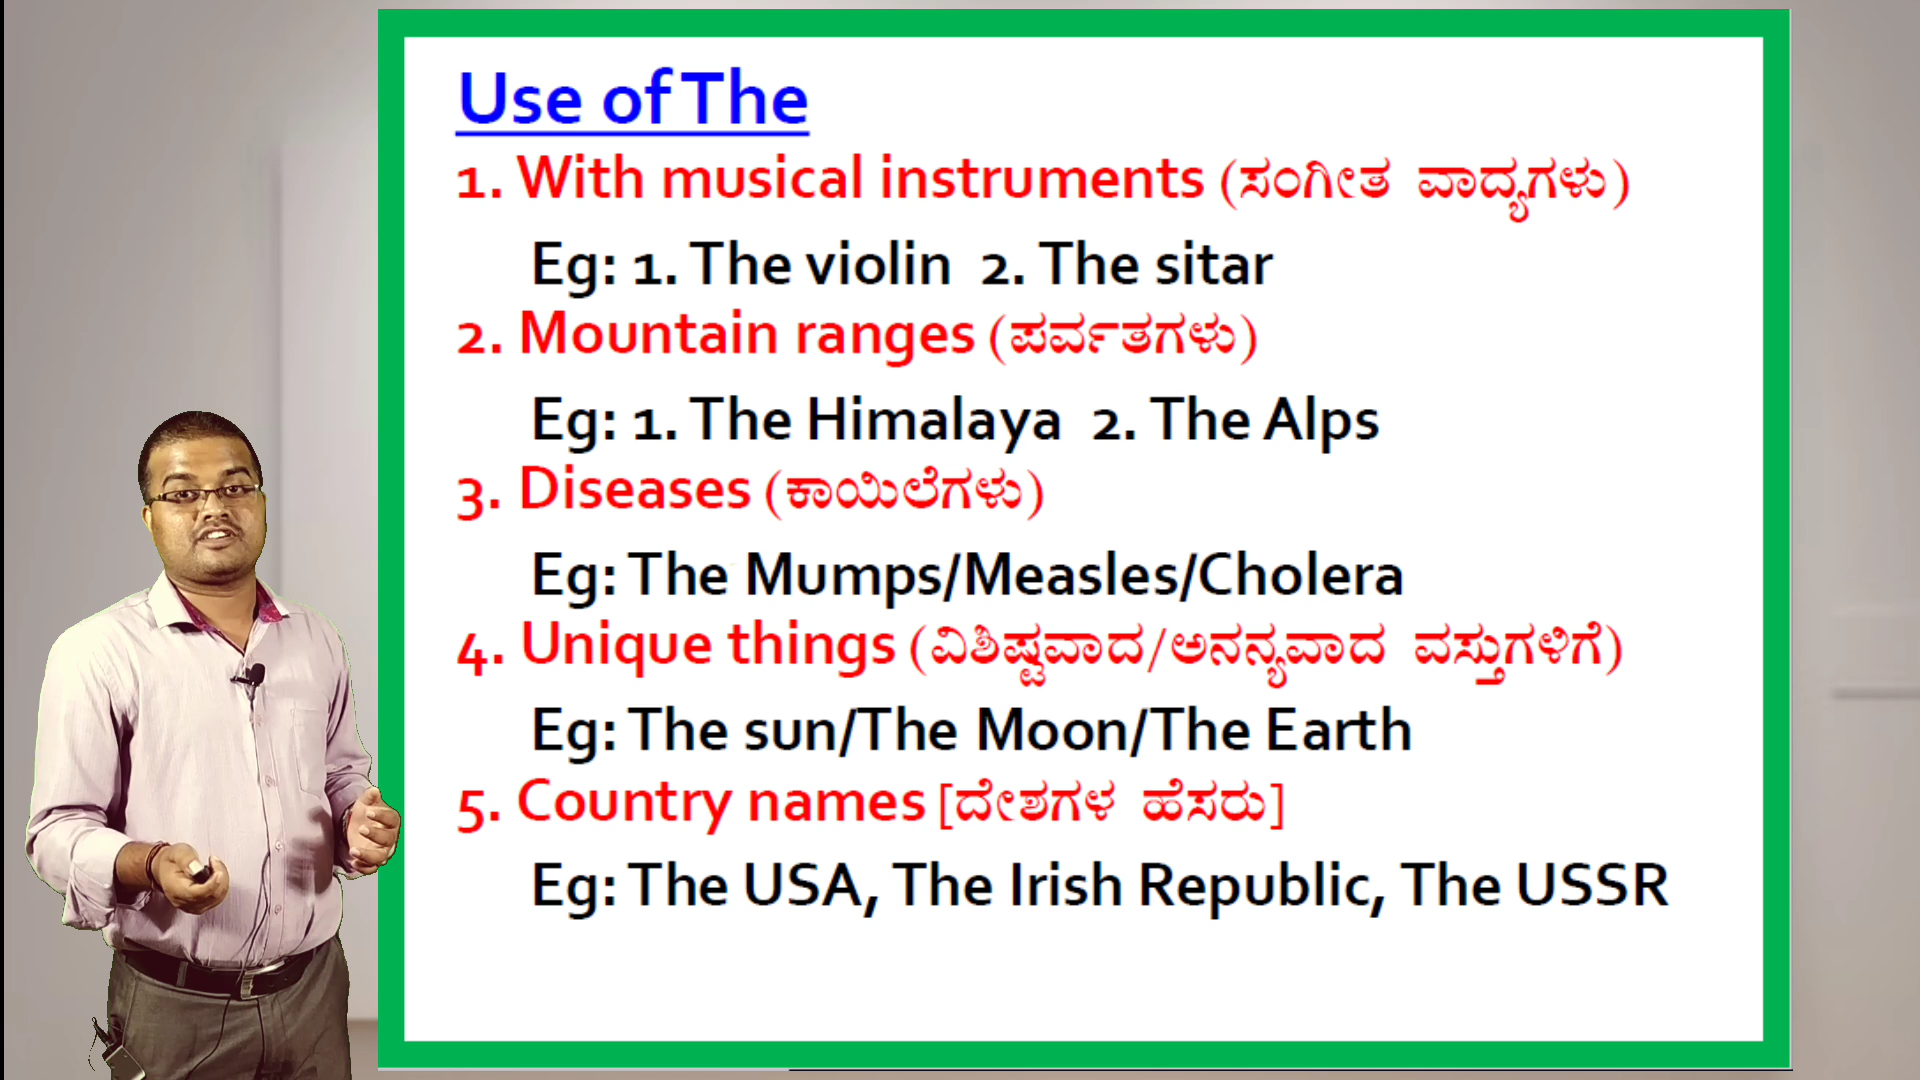 Use of The
1. With musical instruments (ಸಂಗೀತ ವಾದ್ಯಗಳು)
Eg: 1. The violin 2. The sitar
2. Mountain ranges (ಪರ್ವತಗಳು)
Eg: 1. The Himalaya 2. The Alps
3. Diseases (ಕಾಯಿಲೆಗಳು)
Eg: The Mumps/Measles/Cholera
4. Unique things (ವಿಶಿಷ್ಟವಾದ/ಅನನ್ಯವಾದ ವಸ್ತುಗಳಿಗೆ)
Eg: The sun/The Moon/The Earth
5. Country names [ದೇಶಗಳ ಹೆಸರು]
Eg: The USA, The Irish Republic, The USSR